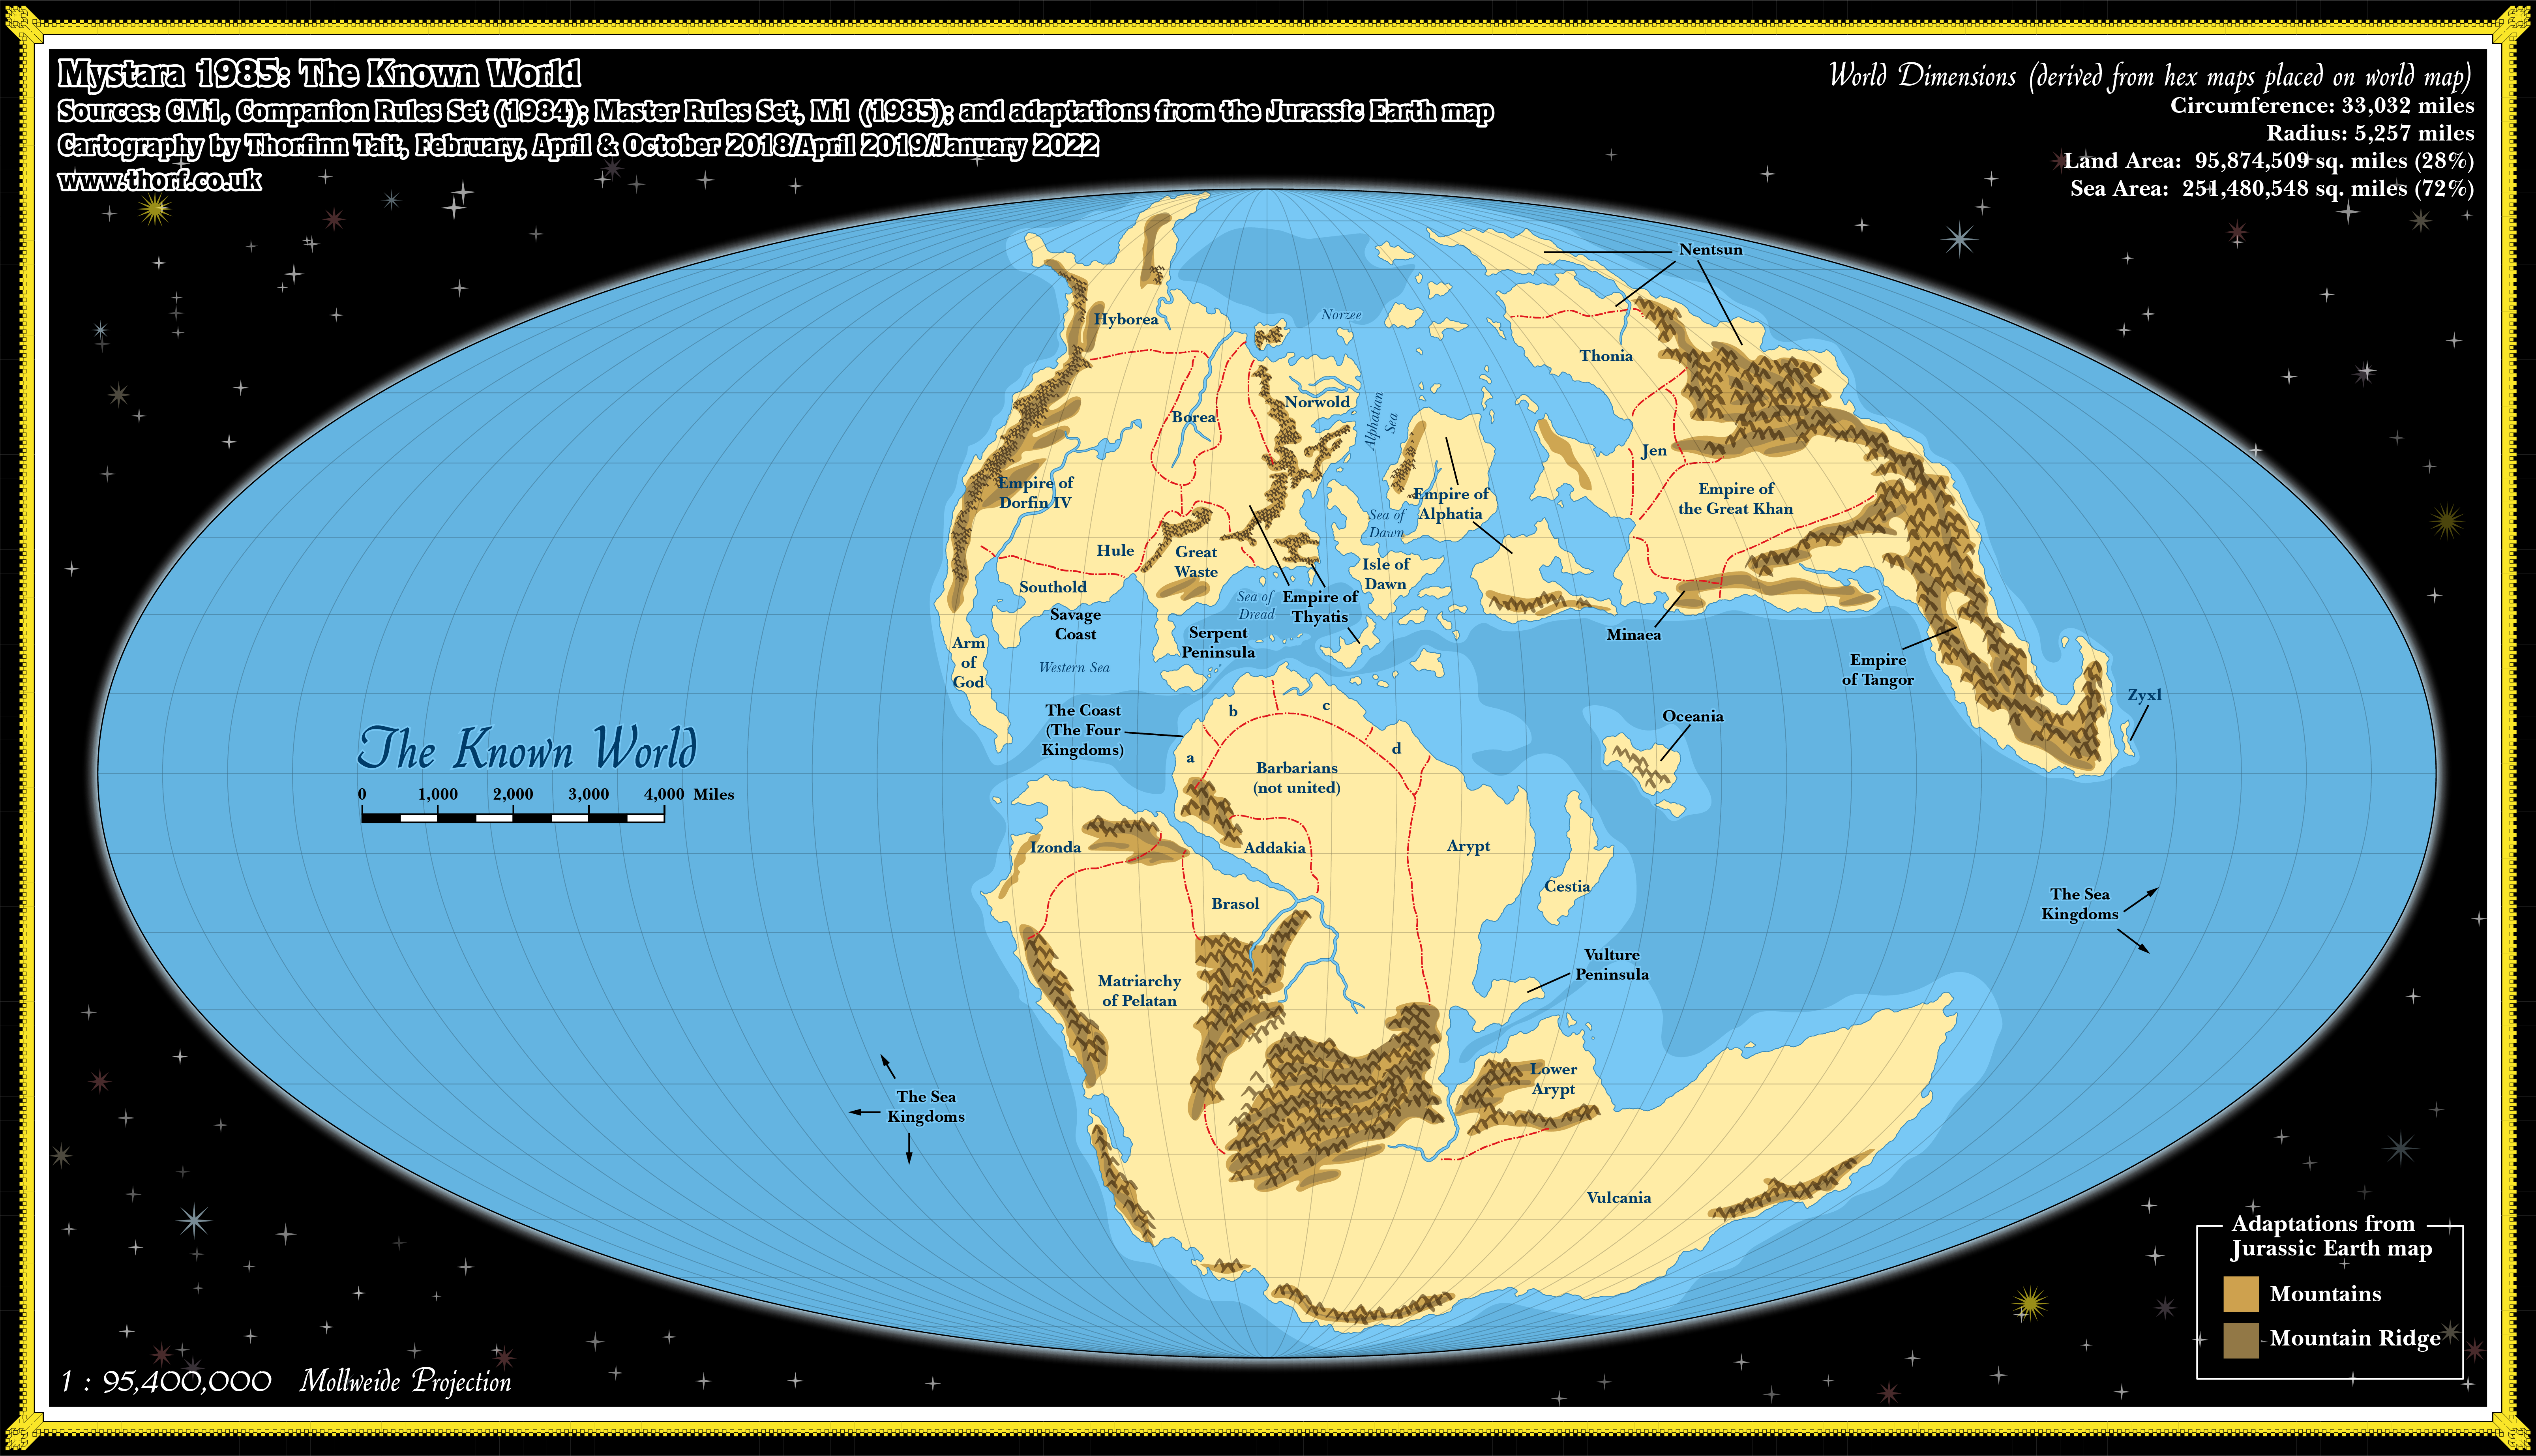 Mystara 1985: The Known World
Sources: CM1, Companion Rules Set (1984); Master Rules Set, M1 (1985); and adaptations from the Jurassic Earth map
Cartography by Thorfinn Tait, February, April & October 2018/April 2019/January 2022
www.thorf.co.uk
World Dimensions (derived from hex maps placed on world map)
Circumference: 33,032 miles
Radius: 5,257 miles
Land Area: 95,874,509 sq. miles (28%)
Sea Area: 251,480,548 sq. miles (72%)
Nentsun
Norzee
Hyborea
Thonia
Norwold
Borea
Alphatian
Sea
Jen
Empire of
Dorfin IV
Empire of
Alphatia
Empire of
the Great Khan
Sea of
Dawn
Hule
Great
Waste
Isle of
Dawn
Southold
Sea of
Dread
Empire of
Thyatis
Savage
Coast
Serpent
Peninsula
Minaea
Arm
of
God
Western Sea
Empire
of Tangor
Zyxl
The Coast
(The Four
Kingdoms)
a
b
c
d
Oceania
The Known World
0 1,000 2,000 3,000 4,000 Miles
Barbarians
(not united)
Izonda
Addakia
Arypt
Cestia
Brasol
The Sea
Kingdoms
Matriarchy
of Pelatan
Vulture
Peninsula
Lower
Arypt
The Sea
Kingdoms
Vulcania
Adaptations from
Jurassic Earth map
Mountains
Mountain Ridge
1 : 95,400,000 Mollweide Projection